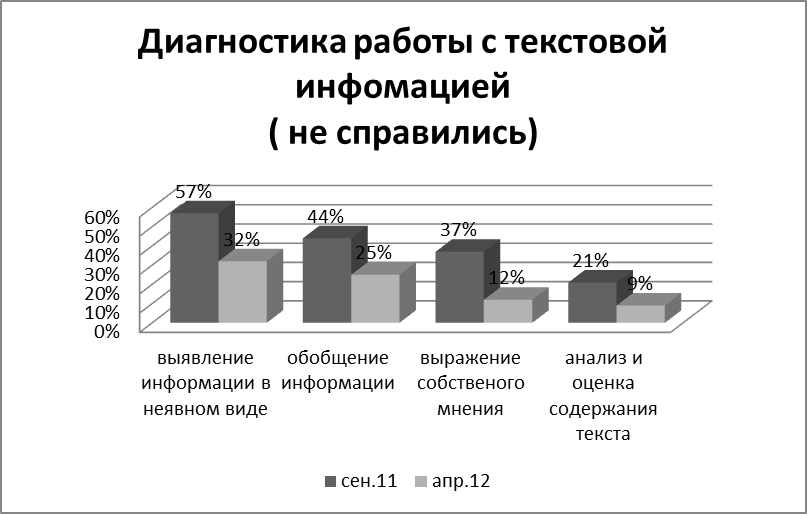 Диагностика работы с текстовой
инфомацией
( не справились)
57%
44%
37%
21%
32%
25%
12%
9%
60%
50%
40%
30%
20%
10%
0%
выявление
информации в
неявном виде
обобщение
информации
выражение
собственого
мнения
анализ и
оценка
содержания
текста
сен.11
апр.12